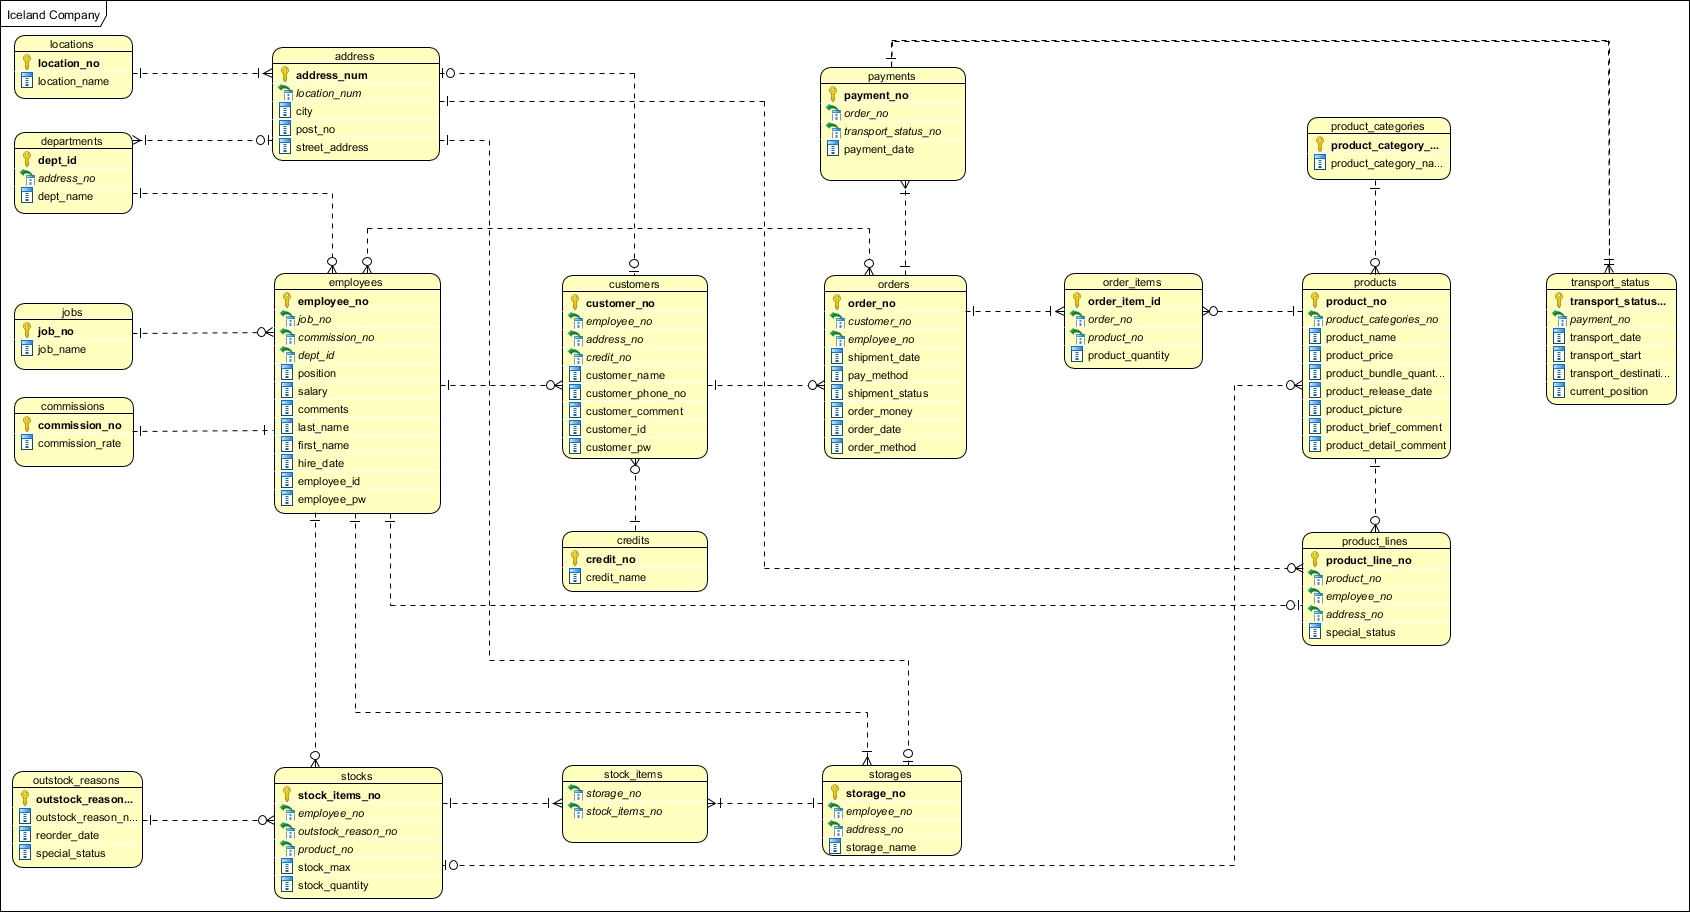 Iceland Company
locations
location_no
location_name
address
address_num
location_num
city
post_no
street_address
departments
dept_id
address_no
dept_name
payments
payment_no
order_no
transport_status_no
payment_date
product_categories
product_category_...
product_category_na...
employees
employee_no
job_no
commission_no
dept_id
position
salary
comments
last_name
first_name
hire_date
employee_id
employee_pw
jobs
job_no
job_name
commissions
commission_no
commission_rate
customers
customer_no
employee_no
address_no
credit_no
customer_name
customer_phone_no
customer_comment
customer_id
customer_pw
orders
order_no
customer_no
employee_no
shipment_date
pay_method
shipment_status
order_money
order_date
order_method
order_items
order_item_id
order_no
product_no
product_quantity
products
product_no
product_categories_no
product_name
product_price
product_bundle_quant...
product_release_date
product_picture
product_brief_comment
product_detail_comment
transport_status
transport_status...
payment_no
transport_date
transport_start
transport_destinati...
current_position
credits
credit_no
credit_name
product_lines
product_line_no
product_no
employee_no
address_no
special_status
outstock_reasons
outstock_reason...
outstock_reason_n...
reorder_date
special_status
stocks
stock_items_no
employee_no
outstock_reason_no
product_no
stock_max
stock_quantity
stock_items
storage_no
stock_items_no
storages
storage_no
employee_no
address_no
storage_name